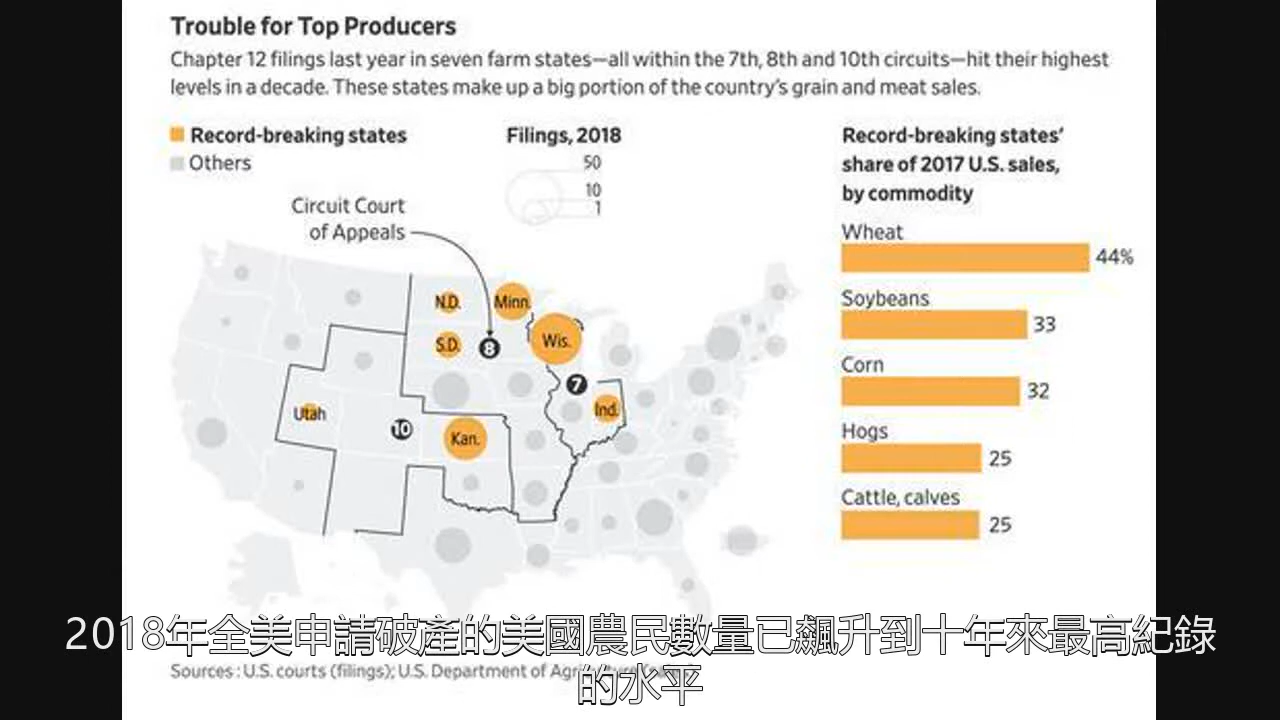 Trouble for Top Producers
Chapter 12 filings last year in seven farm states—all within the 7th, 8th and 10th circuits—hit their highest
levels in a decade. These states make up a big portion of the country's grain and meat sales.
Record-breaking states
Others
Filings, 2018
50
10
1
Circuit Court
of Appeals
N.D.
Minn.
S.D.
8
Wis.
7
Utah
10
Kan.
Ind.
Record-breaking states'
share of 2017 U.S. sales,
by commodity
Wheat
44%
Soybeans
33
Corn
32
Hogs
25
Cattle, calves
25
2018年全美申請破產的美國農民數量已飆升到十年來最高紀錄
的水平
Sources: U.S. courts (filings); U.S. Department of Agriculture